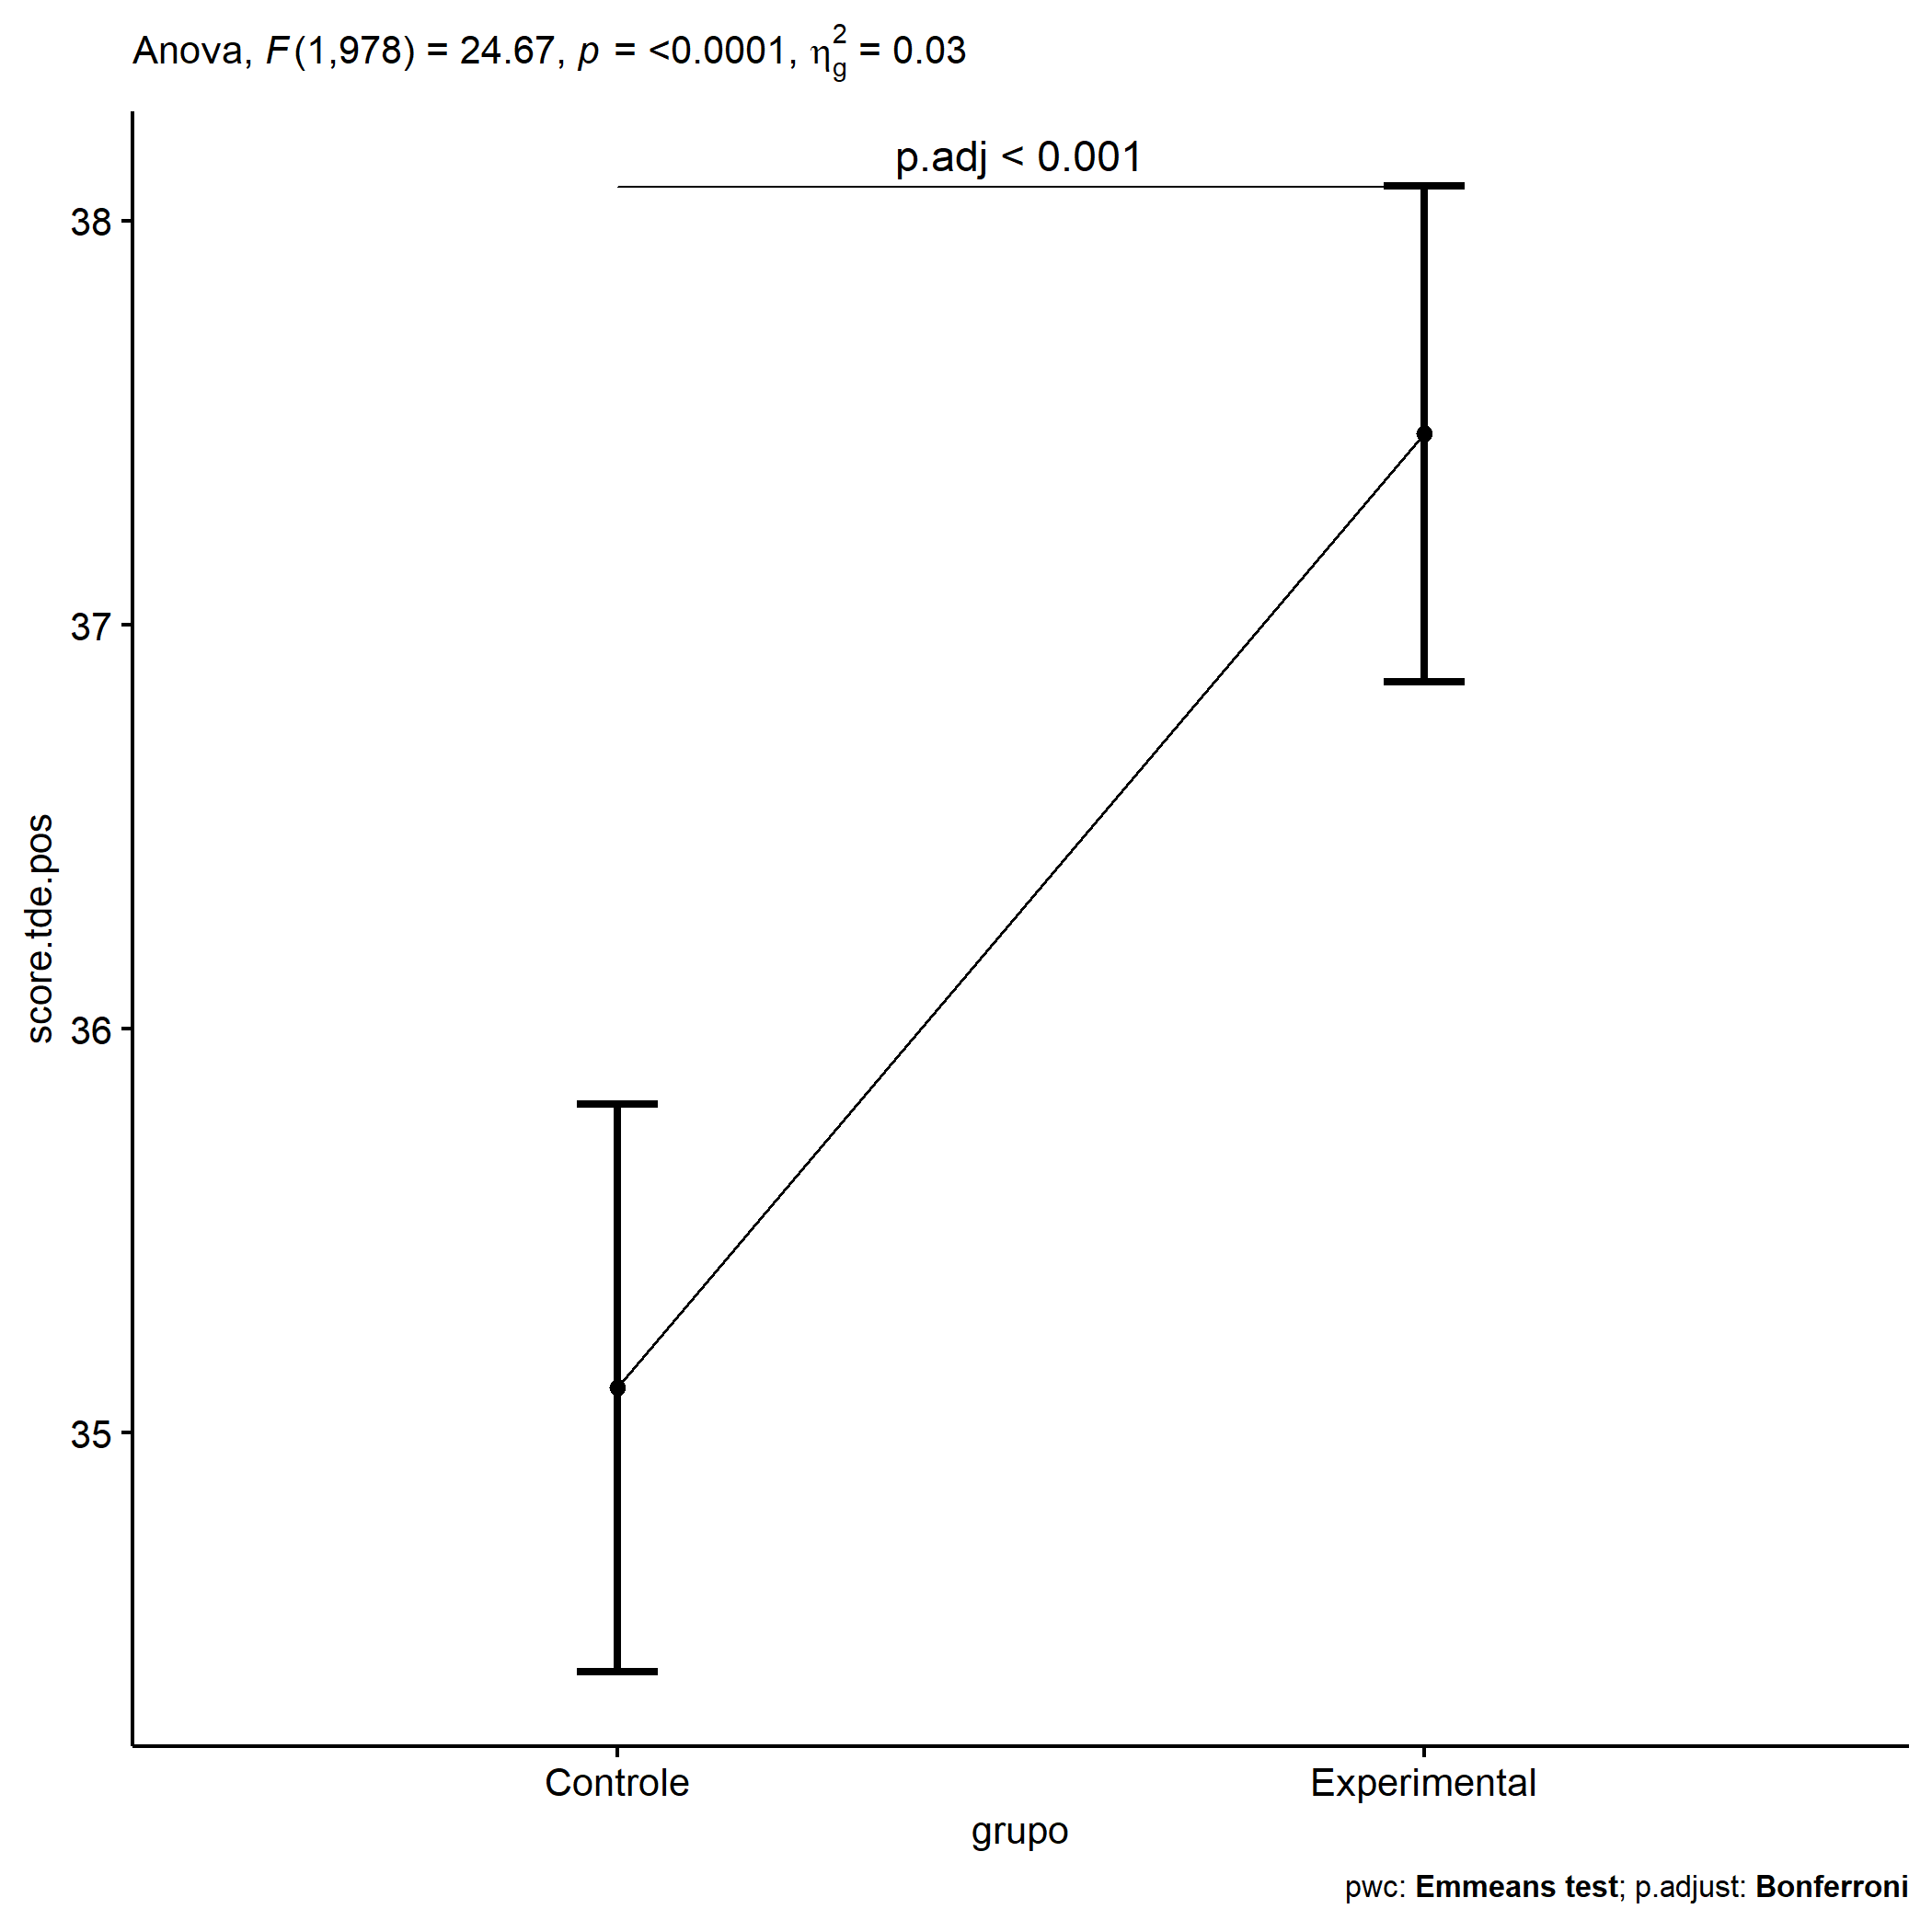 Anova, F(1,978) = 24.67, p = <0.0001, η²g = 0.03
p.adj < 0.001
38
37
36
35
score.tde.pos
Controle
Experimental
grupo
pwc: Emmeans test; p.adjust: Bonferroni